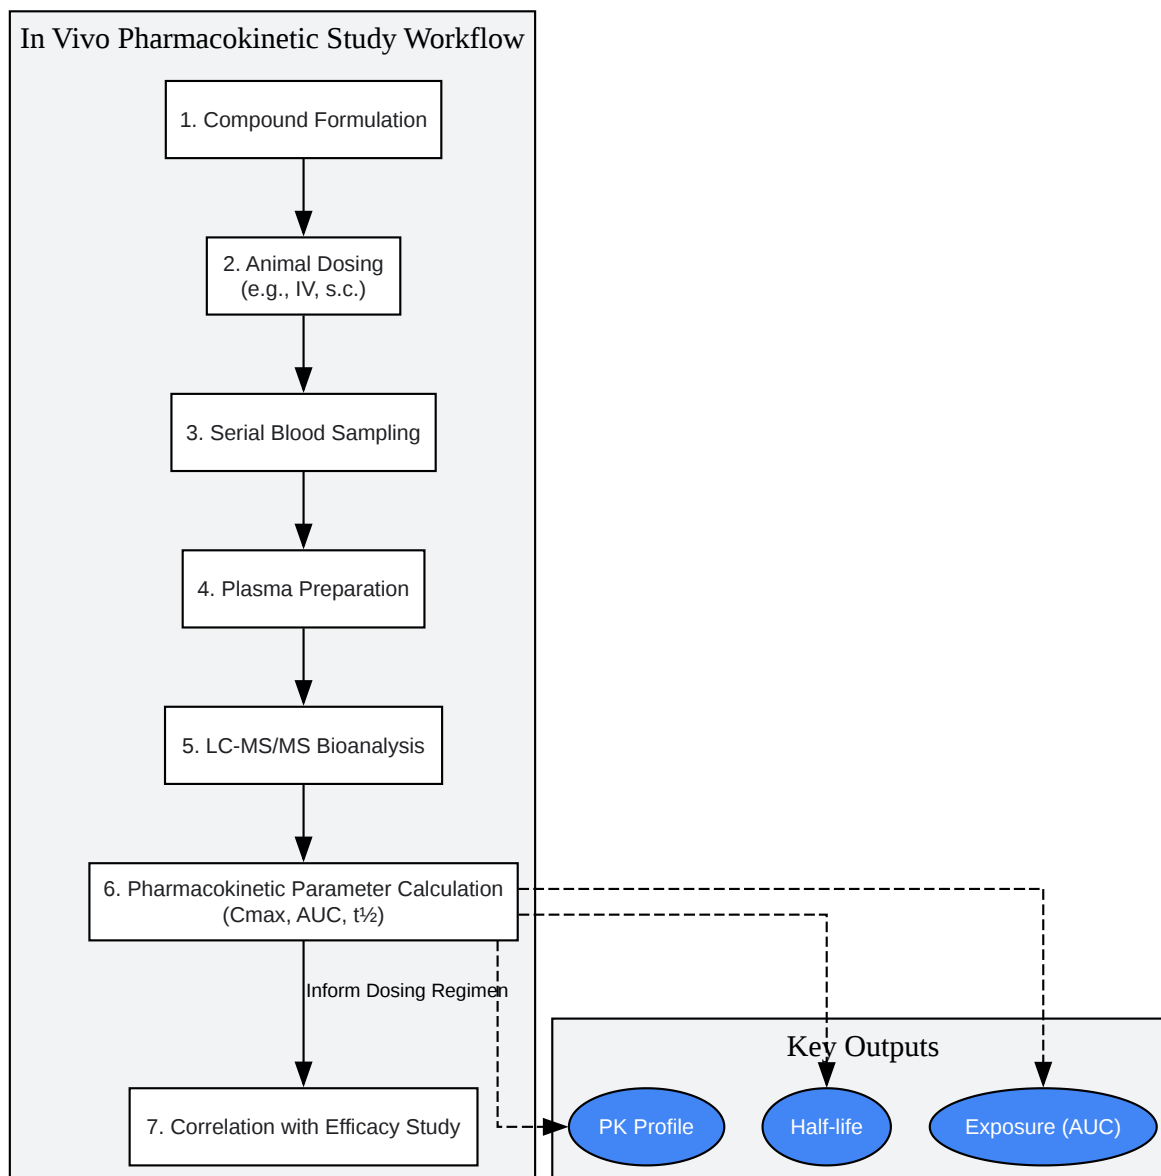 In Vivo Pharmacokinetic Study Workflow
1. Compound Formulation
2. Animal Dosing
(e.g., IV, s.c.)
3. Serial Blood Sampling
4. Plasma Preparation
5. LC-MS/MS Bioanalysis
6. Pharmacokinetic Parameter Calculation
(Cmax, AUC, t½)
Inform Dosing Regimen
7. Correlation with Efficacy Study
Key Outputs
PK Profile
Half-life
Exposure (AUC)